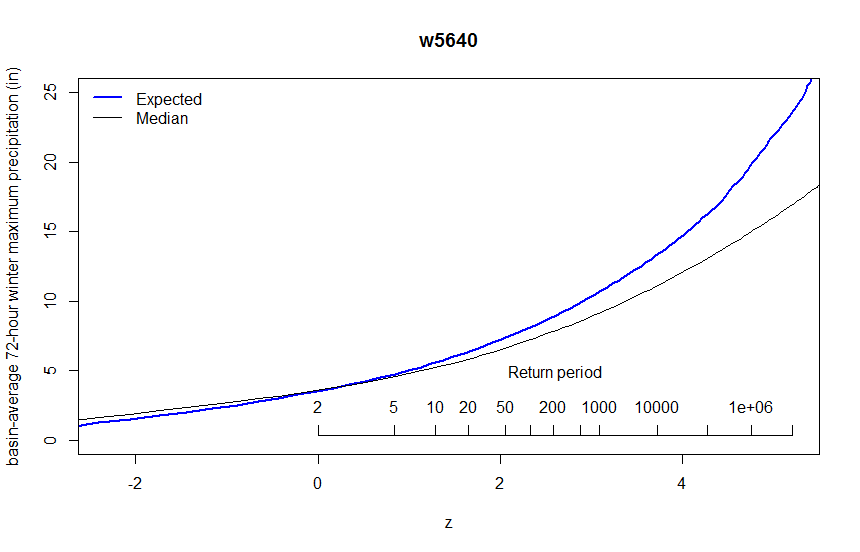 w5640
basin-average 72-hour winter maximum precipitation (in)
25
20
15
10
5
0
Expected
Median
Return period
2 5 10 20 50 200 1000 10000 1e+06
-2 0 2 4
z